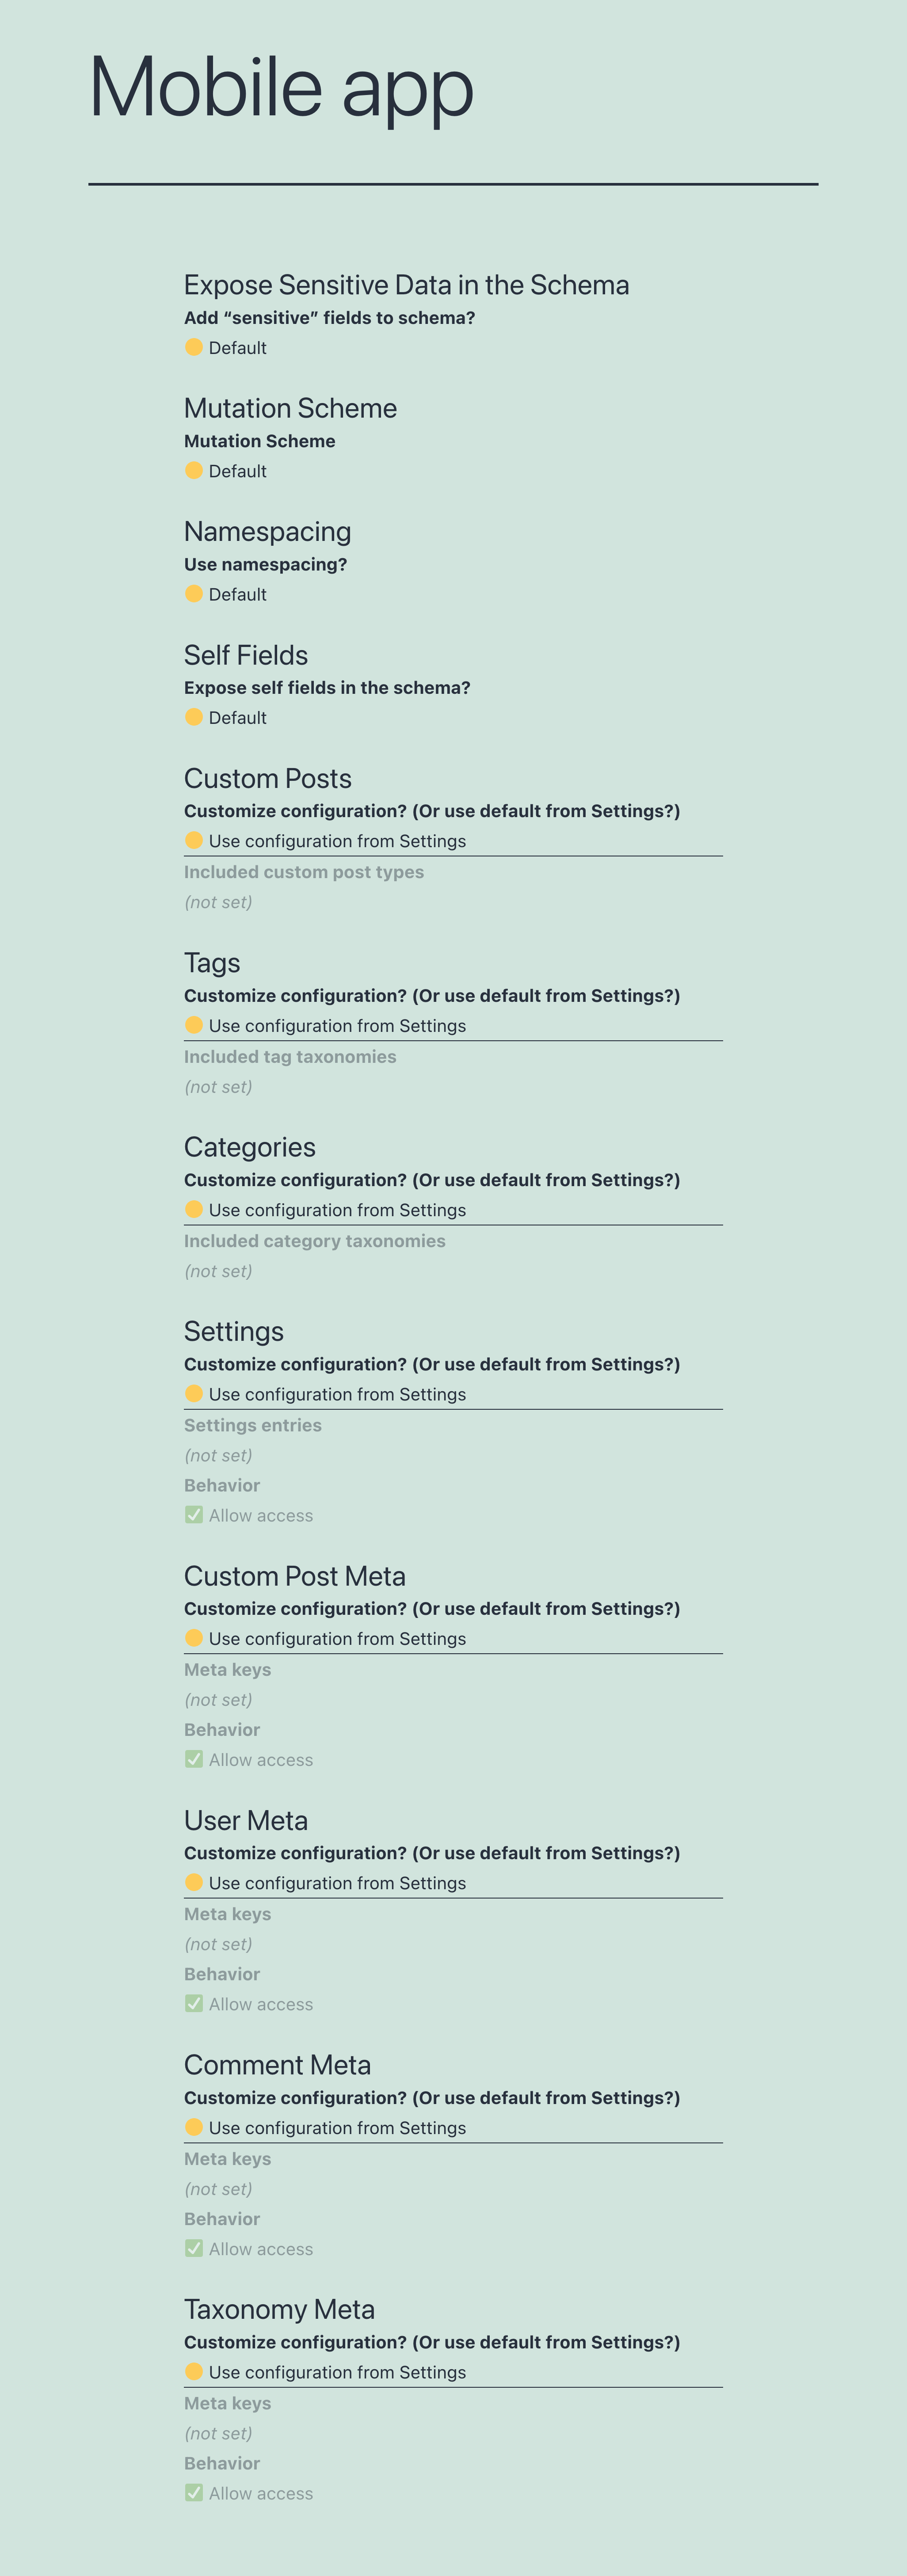 Mobile app
Expose Sensitive Data in the Schema
Add “sensitive” fields to schema?
Default
Mutation Scheme
Mutation Scheme
Default
Namespacing
Use namespacing?
Default
Self Fields
Expose self fields in the schema?
Default
Custom Posts
Customize configuration? (Or use default from Settings?)
Use configuration from Settings
Included custom post types
(not set)
Tags
Customize configuration? (Or use default from Settings?)
Use configuration from Settings
Included tag taxonomies
(not set)
Categories
Customize configuration? (Or use default from Settings?)
Use configuration from Settings
Included category taxonomies
(not set)
Settings
Customize configuration? (Or use default from Settings?)
Use configuration from Settings
Settings entries
(not set)
Behavior
Allow access
Custom Post Meta
Customize configuration? (Or use default from Settings?)
Use configuration from Settings
Meta keys
(not set)
Behavior
Allow access
User Meta
Customize configuration? (Or use default from Settings?)
Use configuration from Settings
Meta keys
(not set)
Behavior
Allow access
Comment Meta
Customize configuration? (Or use default from Settings?)
Use configuration from Settings
Meta keys
(not set)
Behavior
Allow access
Taxonomy Meta
Customize configuration? (Or use default from Settings?)
Use configuration from Settings
Meta keys
(not set)
Behavior
Allow access